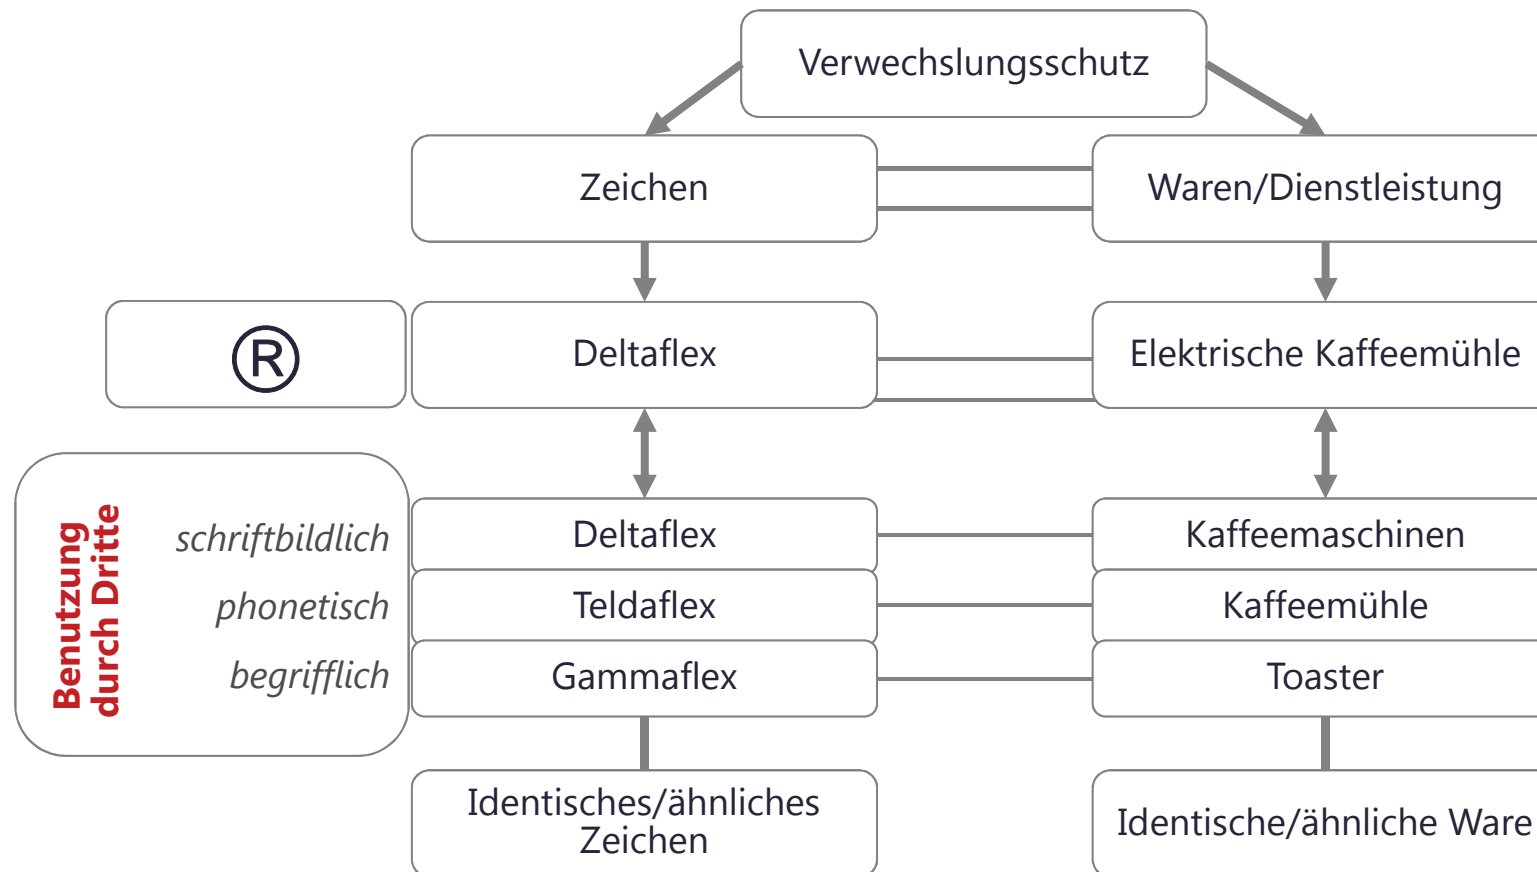 Verwechslungsschutz
Zeichen
Waren/Dienstleistung
®
Deltaflex
Elektrische Kaffeemühle
Benutzung
durch Dritte
schriftbildlich
Deltaflex
Kaffeemaschinen
phonetisch
Teldaflex
Kaffeemühle
begrifflich
Gammaflex
Toaster
Identisches/ähnliches
Zeichen
Identische/ähnliche Ware